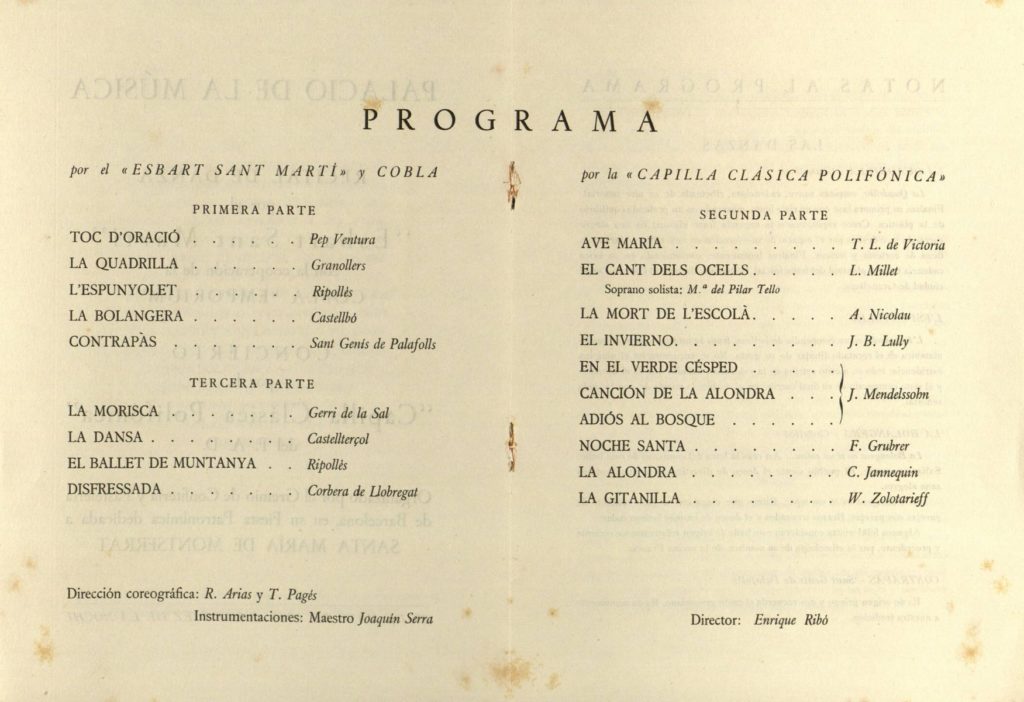 PROGRAMA
por el «ESBART SANT MARTÍ» y COBLA
PRIMERA PARTE
TOC D'ORACIÓ . . . . . . Pep Ventura
LA QUADRILLA . . . . . . Granollers
L'ESPUNYOLET . . . . . . Ripollès
LA BOLANGERA . . . . . . Castellbó
CONTRAPÀS . . . . . . . Sant Genís de Palafolls
TERCERA PARTE
LA MORISCA . . . . . . . Gerri de la Sal
LA DANSA . . . . . . . . Castellterçol
EL BALLET DE MUNTANYA . . Ripollès
DISFRESSADA . . . . . . . Corbera de Llobregat
Dirección coreográfica: R. Arias y T. Pagés
Instrumentaciones: Maestro Joaquín Serra
por la «CAPILLA CLÁSICA POLIFÓNICA»
SEGUNDA PARTE
AVE MARÍA . . . . . . . . . T. L. de Victoria
EL CANT DELS OCELLS . . . . . L. Millet
Soprano solista: M.ª del Pilar Tello
LA MORT DE L'ESCOLÀ . . . . . A. Nicolau
EL INVIERNO . . . . . . . . J. B. Lully
EN EL VERDE CÉSPED . . . . .
CANCIÓN DE LA ALONDRA . . . J. Mendelssohn
ADIÓS AL BOSQUE . . . . . .
NOCHE SANTA . . . . . . . . F. Grubrer
LA ALONDRA . . . . . . . . C. Jannequin
LA GITANILLA . . . . . . . . W. Zolotarieff
Director: Enrique Ribó